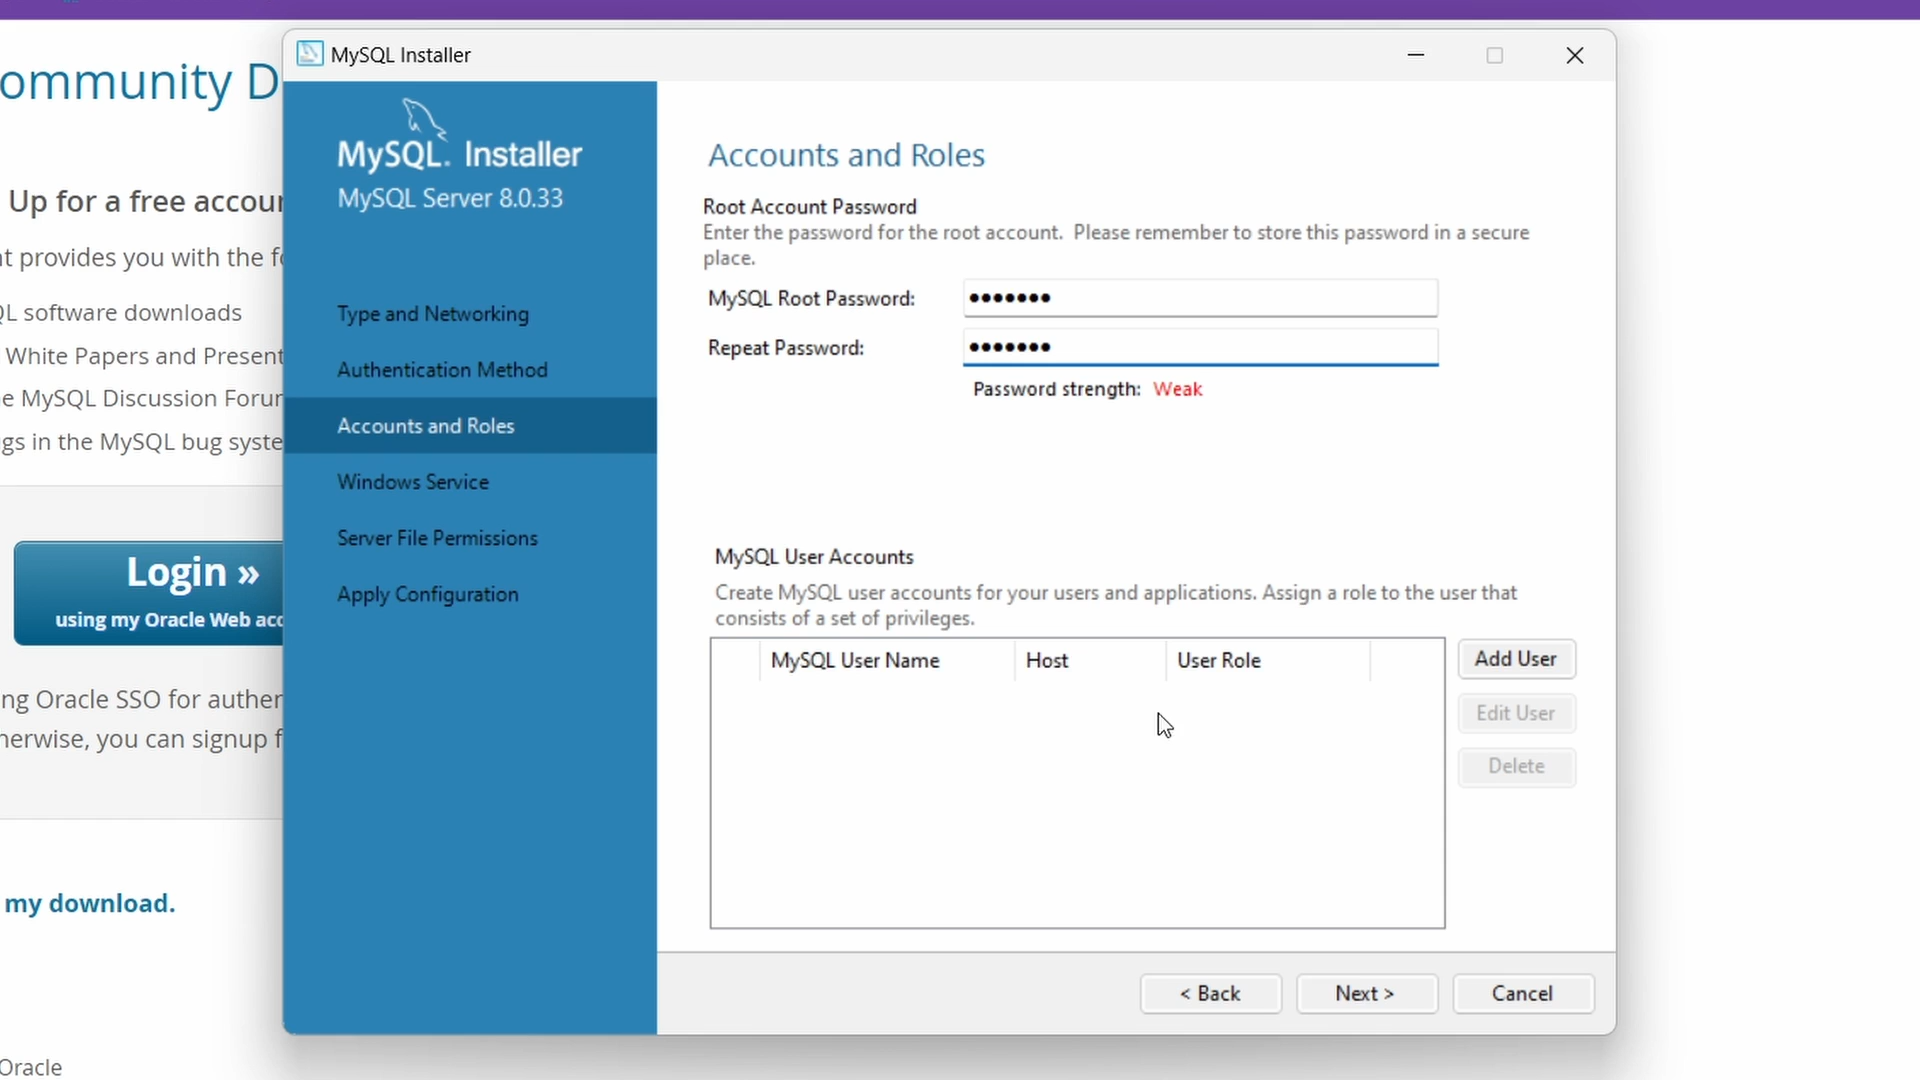 MySQL Installer
ommunity D
Up for a free accour
t provides you with the fo
L software downloads
White Papers and Present
e MySQL Discussion Forur
gs in the MySQL bug syste
Login »
using my Oracle Web acc
ng Oracle SSO for auther
herwise, you can signup f
my download.
Oracle
MySQL. Installer
MySQL Server 8.0.33
Type and Networking
Authentication Method
Accounts and Roles
Windows Service
Server File Permissions
Apply Configuration
Accounts and Roles
Root Account Password
Enter the password for the root account. Please remember to store this password in a secure
place.
MySQL Root Password: ●●●●●●●
Repeat Password: ●●●●●●●
Password strength: Weak
MySQL User Accounts
Create MySQL user accounts for your users and applications. Assign a role to the user that
consists of a set of privileges.
MySQL User Name Host User Role
Add User
Edit User
Delete
< Back Next > Cancel